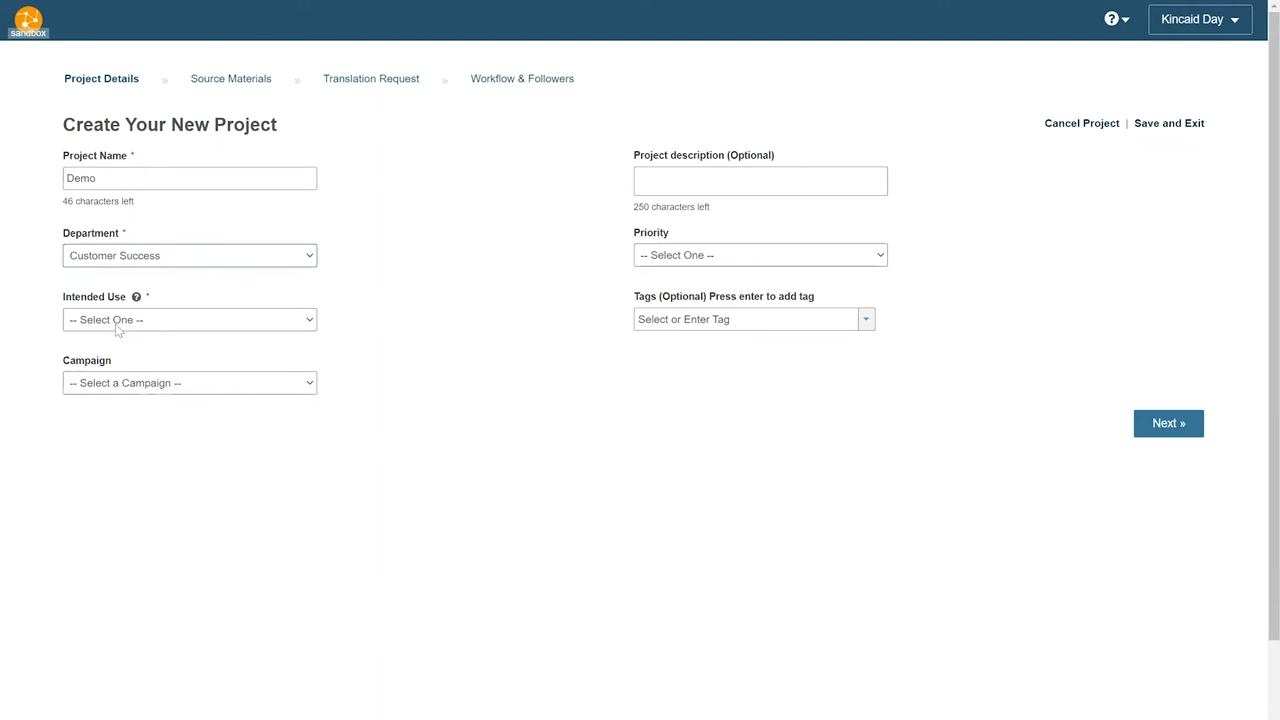 sandbox
Kincaid Day
Project Details » Source Materials » Translation Request » Workflow & Followers
Create Your New Project
Cancel Project | Save and Exit
Project Name *
Demo
46 characters left
Project description (Optional)
250 characters left
Department *
Customer Success
Priority
-- Select One --
Intended Use ? *
-- Select One --
Tags (Optional) Press enter to add tag
Select or Enter Tag
Campaign
-- Select a Campaign --
Next »